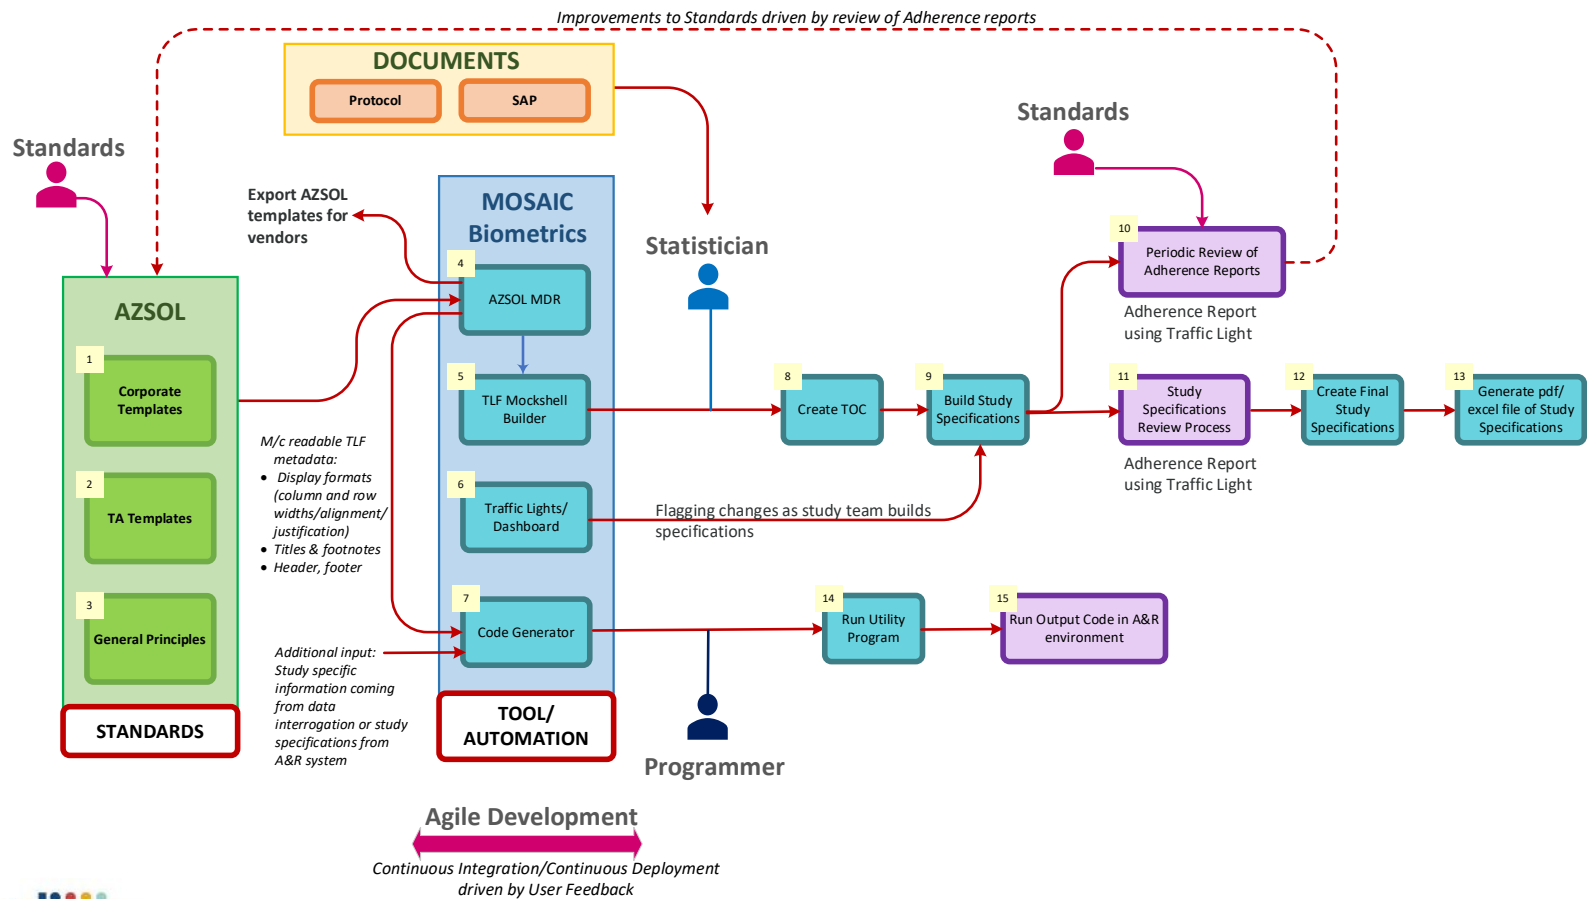 Improvements to Standards driven by review of Adherence reports
DOCUMENTS
Protocol
SAP
Standards
Standards
Export AZSOL
templates for
vendors
MOSAIC
Biometrics
Statistician
AZSOL
1
Corporate
Templates
2
TA Templates
3
General Principles
STANDARDS
M/c readable TLF
metadata:
• Display formats
(column and row
widths/alignment/
justification)
• Titles & footnotes
• Header, footer
Additional input:
Study specific
information coming
from data
interrogation or study
specifications from
A&R system
4
AZSOL MDR
5
TLF Mockshell
Builder
6
Traffic Lights/
Dashboard
7
Code Generator
TOOL/
AUTOMATION
8
Create TOC
9
Build Study
Specifications
10
Periodic Review of
Adherence Reports
Adherence Report
using Traffic Light
11
Study
Specifications
Review Process
Adherence Report
using Traffic Light
12
Create Final
Study
Specifications
13
Generate pdf/
excel file of Study
Specifications
Flagging changes as study team builds
specifications
14
Run Utility
Program
15
Run Output Code in A&R
environment
Programmer
Agile Development
Continuous Integration/Continuous Deployment
driven by User Feedback